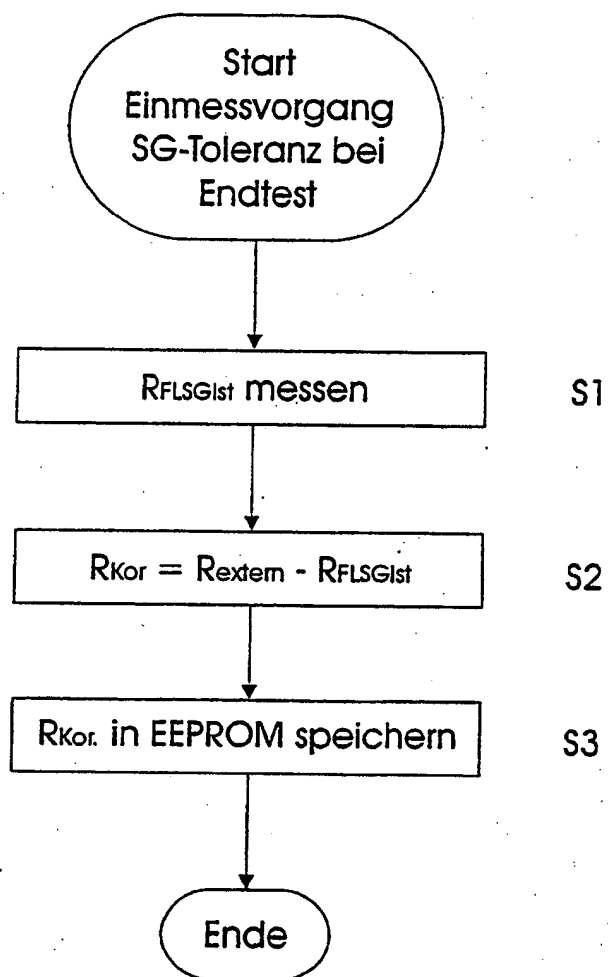 Start
Einmessvorgang
SG-Toleranz bei
Endtest
RFLSGIst messen
S1
RKor = Rextern - RFLSGIst
S2
RKor. in EEPROM speichern
S3
Ende